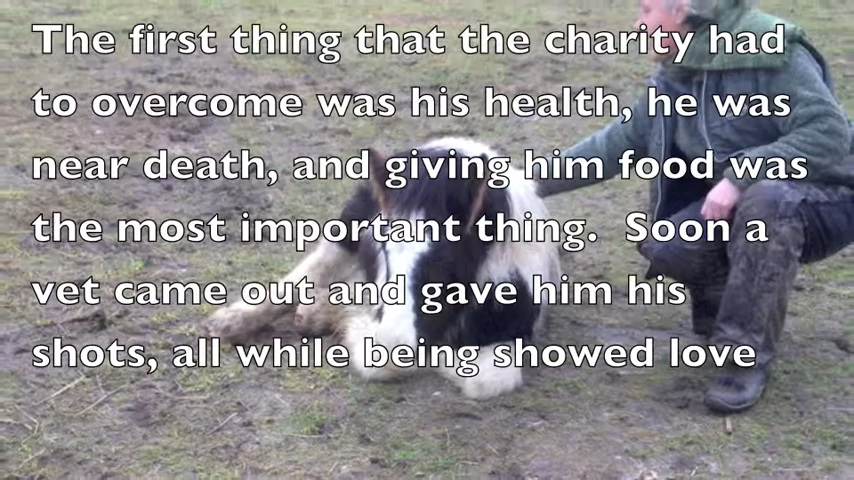 The first thing that the charity had
to overcome was his health, he was
near death, and giving him food was
the most important thing.  Soon a
vet came out and gave him his
shots, all while being showed love